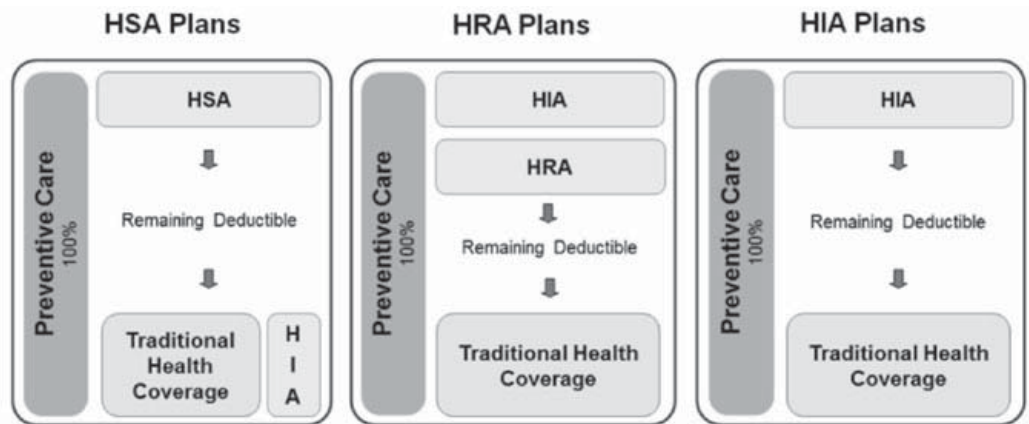 HSA Plans
Preventive Care
100%
HSA
Remaining Deductible
Traditional
Health
Coverage
H
I
A
HRA Plans
Preventive Care
100%
HIA
HRA
Remaining Deductible
Traditional Health
Coverage
HIA Plans
Preventive Care
100%
HIA
Remaining Deductible
Traditional Health
Coverage